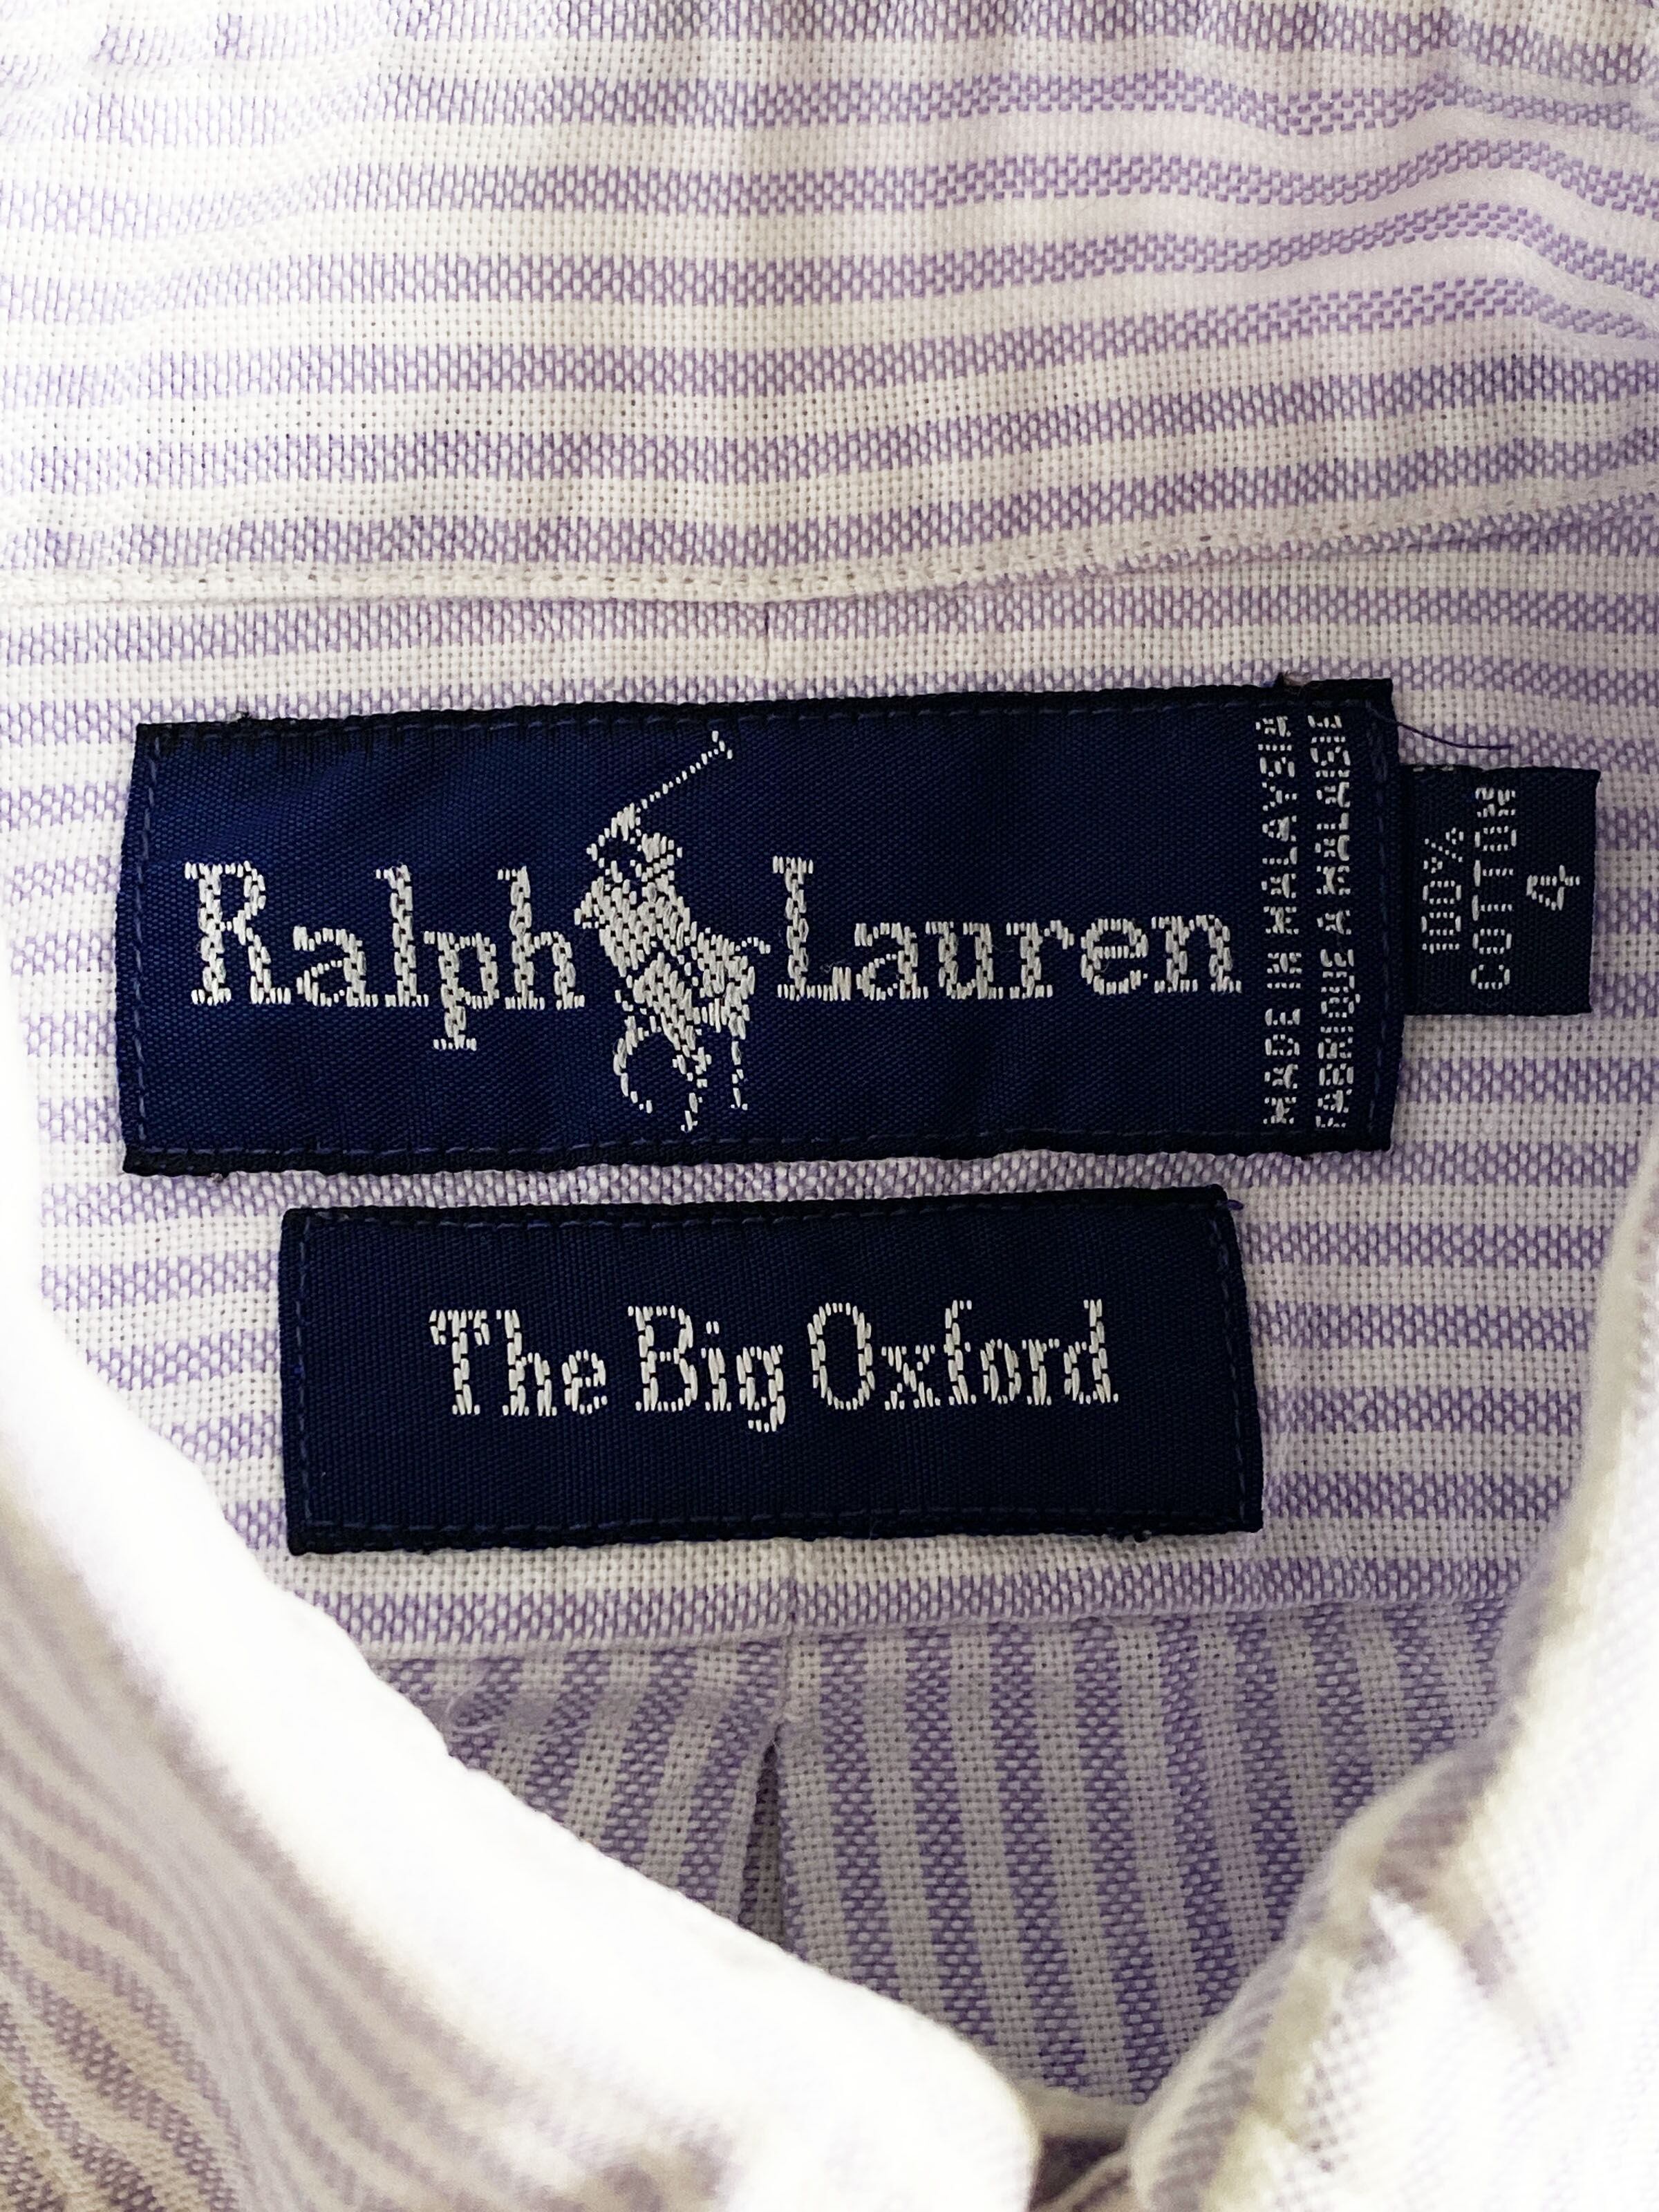 Ralph Lauren
MADE IN MALAYSIA
FABRIQUE A MALAISIE
100%
COTTON
4
The Big Oxford